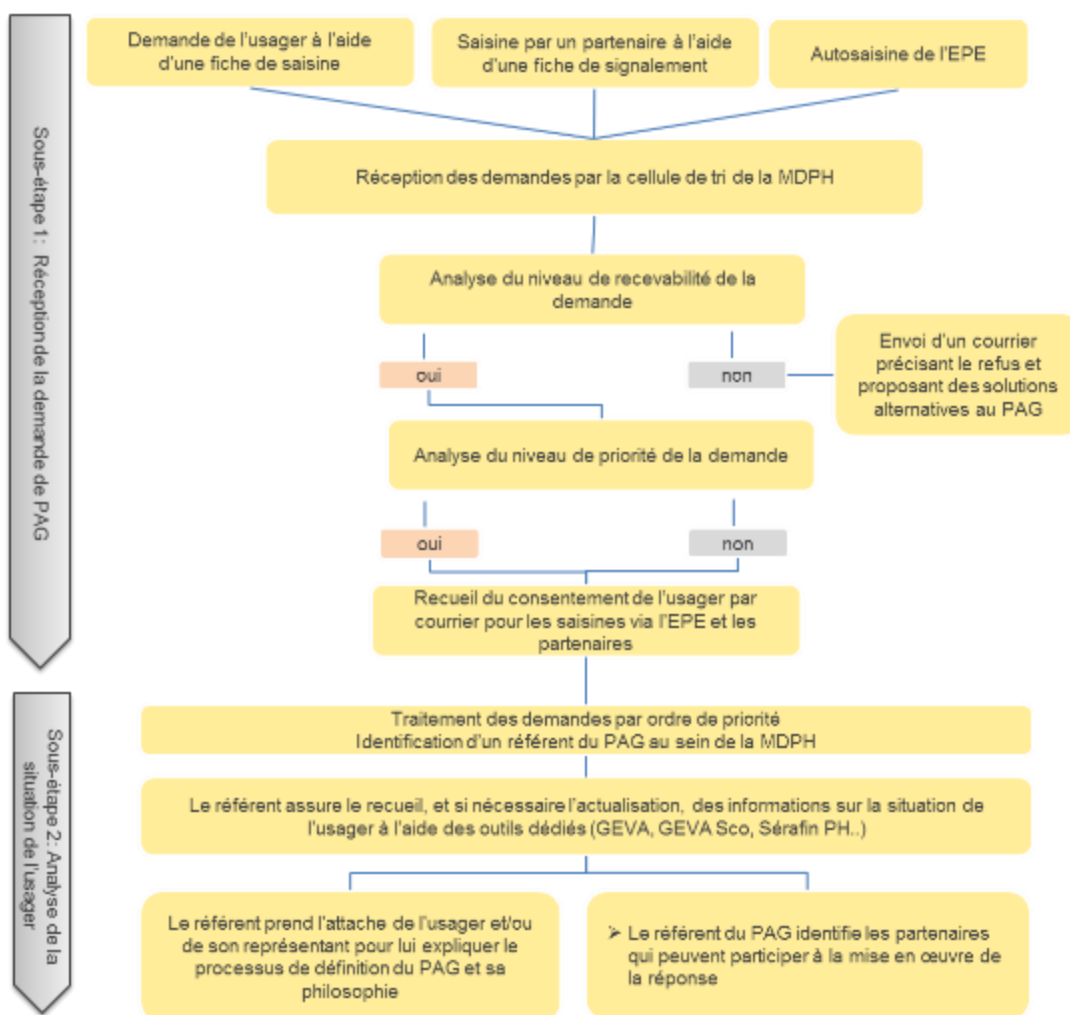 Demande de l'usager à l'aide
d'une fiche de saisine
Saisine par un partenaire à l'aide
d'une fiche de signalement
Autosaisine de l'EPE
Sous-étape 1: Réception de la demande de PAG
Réception des demandes par la cellule de tri de la MDPH
Analyse du niveau de recevabilité de la
demande
oui
non
Envoi d'un courrier
précisant le refus et
proposant des solutions
alternatives au PAG
Analyse du niveau de priorité de la demande
oui
non
Recueil du consentement de l'usager par
courrier pour les saisines via l'EPE et les
partenaires
Sous-étape 2: Analyse de la
situation de l'usager
Traitement des demandes par ordre de priorité
Identification d'un référent du PAG au sein de la MDPH
Le référent assure le recueil, et si nécessaire l'actualisation, des informations sur la situation de
l'usager à l'aide des outils dédiés (GEVA, GEVA Sco, Sérafin PH..)
Le référent prend l'attache de l'usager et/ou
de son représentant pour lui expliquer le
processus de définition du PAG et sa
philosophie
➢ Le référent du PAG identifie les partenaires
qui peuvent participer à la mise en œuvre de
la réponse